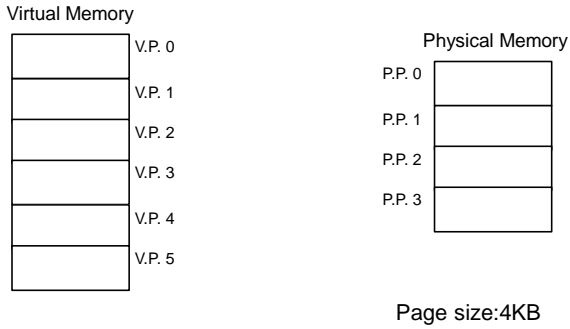 Virtual Memory
V.P. 0
V.P. 1
V.P. 2
V.P. 3
V.P. 4
V.P. 5
Physical Memory
P.P. 0
P.P. 1
P.P. 2
P.P. 3
Page size:4KB